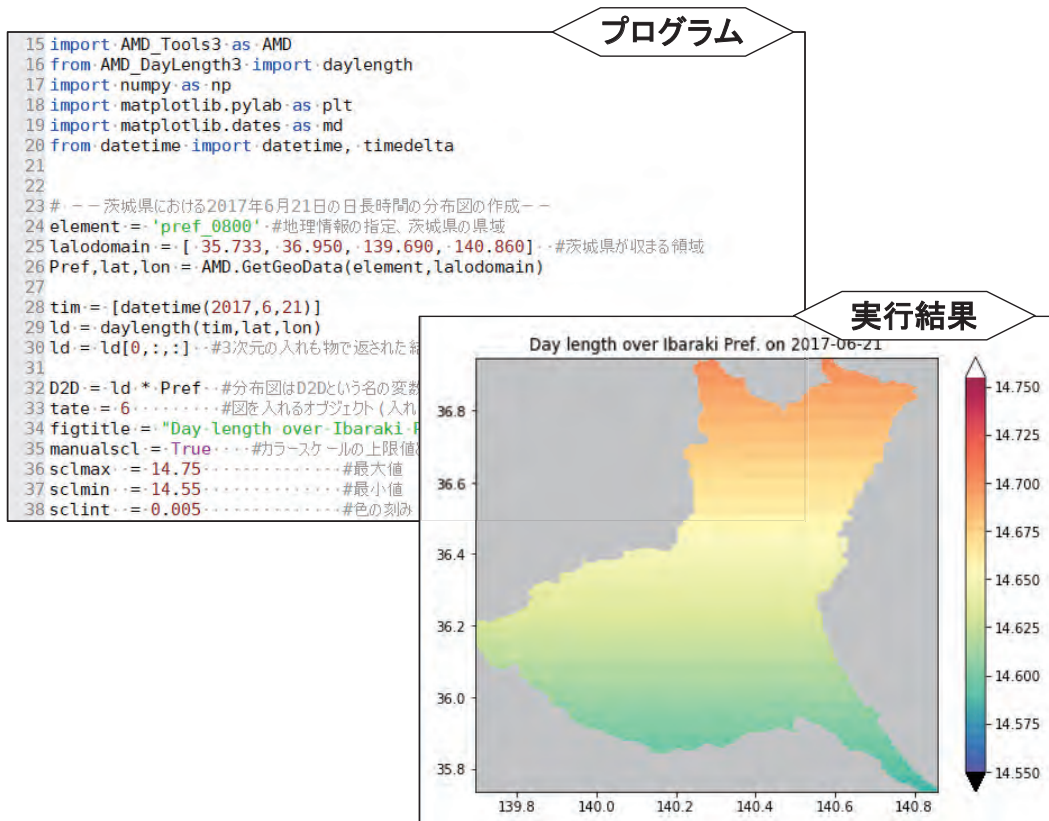 プログラム
15 import AMD_Tools3 as AMD
16 from AMD_DayLength3 import daylength
17 import numpy as np
18 import matplotlib.pylab as plt
19 import matplotlib.dates as md
20 from datetime import datetime, timedelta
21
22
23 # －－茨城県における2017年6月21日の日長時間の分布図の作成－－
24 element = 'pref_0800' #地理情報の指定、茨城県の県域
25 lalodomain = [ 35.733, 36.950, 139.690, 140.860] #茨城県が収まる領域
26 Pref,lat,lon = AMD.GetGeoData(element,lalodomain)
27
28 tim = [datetime(2017,6,21)]
29 ld = daylength(tim,lat,lon)
30 ld = ld[0,:,:] #3次元の入れも物で返された結
31
32 D2D = ld * Pref #分布図はD2Dという名の変数
33 tate = 6 #図を入れるオブジェクト（入れ
34 figtitle = "Day length over Ibaraki P
35 manualscl = True #カラースケールの上限値
36 sclmax = 14.75 #最大値
37 sclmin = 14.55 #最小値
38 sclint = 0.005 #色の刻み
実行結果
Day length over Ibaraki Pref. on 2017-06-21
36.8
36.6
36.4
36.2
36.0
35.8
139.8 140.0 140.2 140.4 140.6 140.8
14.750
14.725
14.700
14.675
14.650
14.625
14.600
14.575
14.550